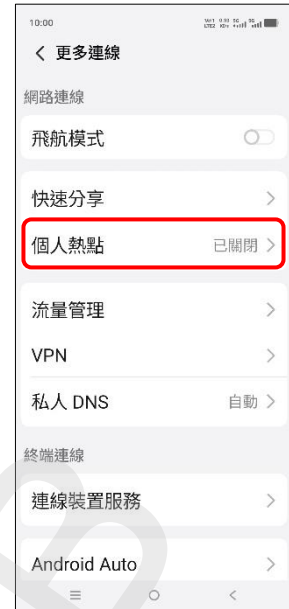 10:00
更多連線
網路連線
飛航模式
快速分享
個人熱點 已關閉
流量管理
VPN
私人 DNS 自動
終端連線
連線裝置服務
Android Auto